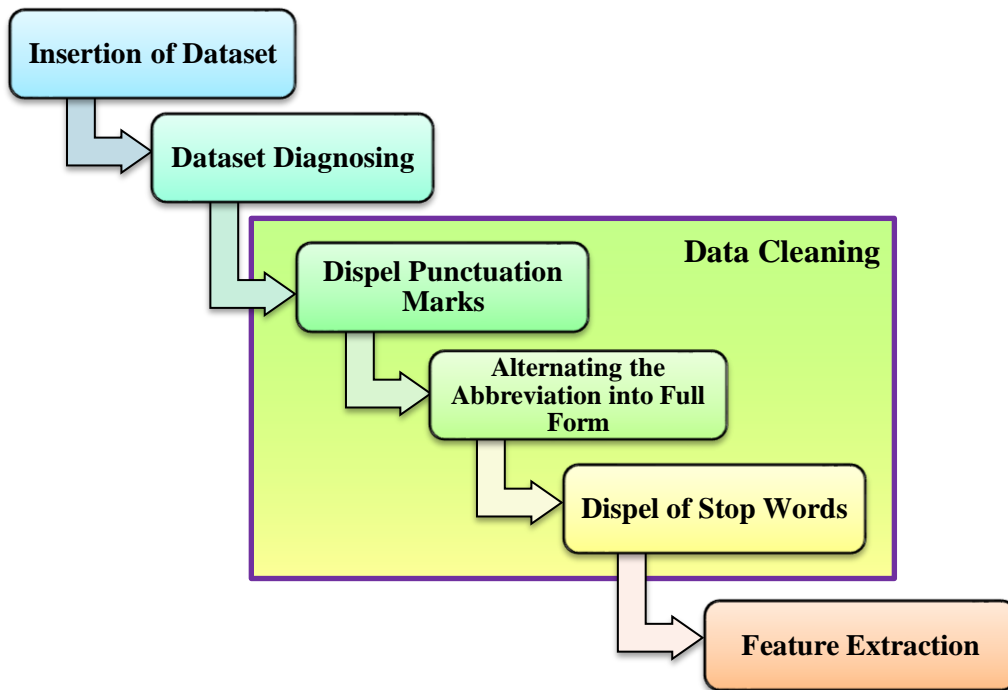 Insertion of Dataset
Dataset Diagnosing
Data Cleaning
Dispel Punctuation
Marks
Alternating the
Abbreviation into Full
Form
Dispel of Stop Words
Feature Extraction